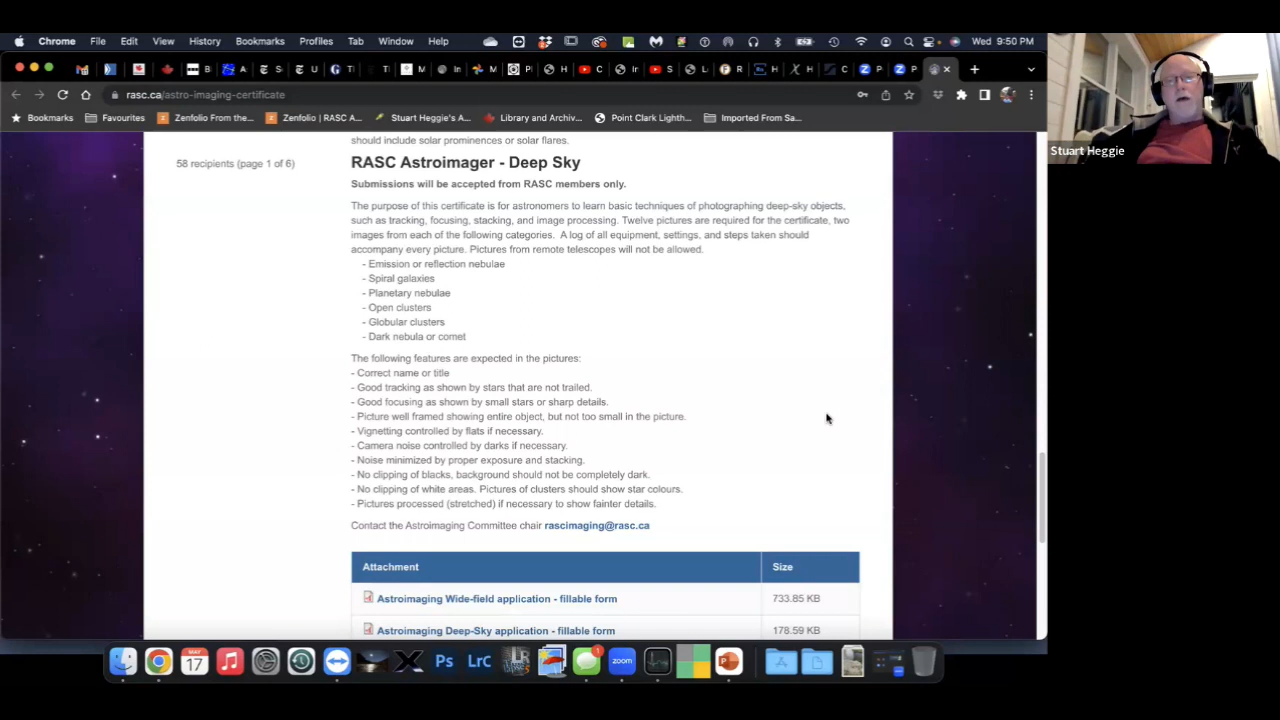 Chrome File Edit View History Bookmarks Profiles Tab Window Help Wed 9:50 PM
rasc.ca/astro-imaging-certificate
Bookmarks Favourites Zenfolio From the... Zenfolio | RASC A... Stuart Heggie's A... Library and Archiv... Point Clark Lighth... Imported From Sa...
Stuart Heggie
should include solar prominences or solar flares.
58 recipients (page 1 of 6)
RASC Astroimager - Deep Sky
Submissions will be accepted from RASC members only.
The purpose of this certificate is for astronomers to learn basic techniques of photographing deep-sky objects,
such as tracking, focusing, stacking, and image processing. Twelve pictures are required for the certificate, two
images from each of the following categories. A log of all equipment, settings, and steps taken should
accompany every picture. Pictures from remote telescopes will not be allowed.
- Emission or reflection nebulae
- Spiral galaxies
- Planetary nebulae
- Open clusters
- Globular clusters
- Dark nebula or comet
The following features are expected in the pictures:
- Correct name or title
- Good tracking as shown by stars that are not trailed.
- Good focusing as shown by small stars or sharp details.
- Picture well framed showing entire object, but not too small in the picture.
- Vignetting controlled by flats if necessary.
- Camera noise controlled by darks if necessary.
- Noise minimized by proper exposure and stacking.
- No clipping of blacks, background should not be completely dark.
- No clipping of white areas. Pictures of clusters should show star colours.
- Pictures processed (stretched) if necessary to show fainter details.
Contact the Astroimaging Committee chair rascimaging@rasc.ca
Attachment Size
Astroimaging Wide-field application - fillable form 733.85 KB
Astroimaging Deep-Sky application - fillable form 178.59 KB
MAY
17 Ps LrC 1 zoom